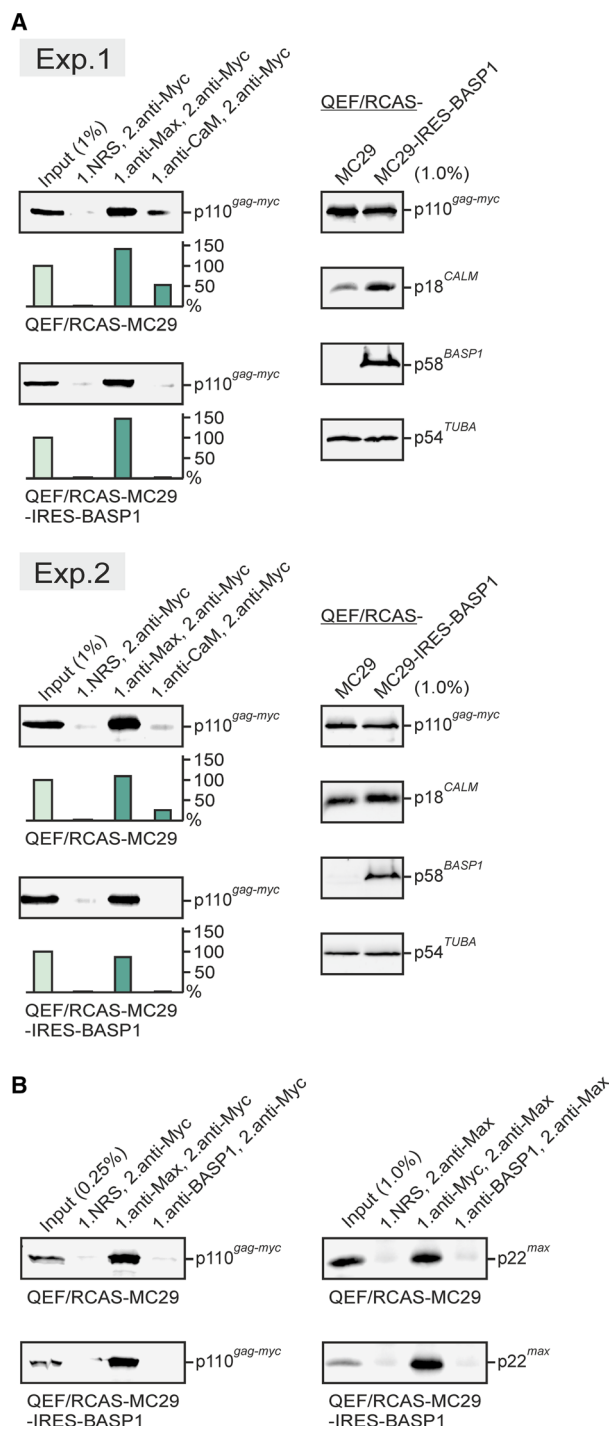 A
Exp.1
Input (1%)
1.NRS, 2.anti-Myc
1.anti-Max, 2.anti-Myc
1.anti-CaM, 2.anti-Myc
p110gag-myc
150
100
50
%
QEF/RCAS-MC29
p110gag-myc
150
100
50
%
QEF/RCAS-MC29
-IRES-BASP1
QEF/RCAS-
MC29
MC29-IRES-BASP1
(1.0%)
p110gag-myc
p18CALM
p58BASP1
p54TUBA
Exp.2
Input (1%)
1.NRS, 2.anti-Myc
1.anti-Max, 2.anti-Myc
1.anti-CaM, 2.anti-Myc
p110gag-myc
150
100
50
%
QEF/RCAS-MC29
p110gag-myc
150
100
50
%
QEF/RCAS-MC29
-IRES-BASP1
QEF/RCAS-
MC29
MC29-IRES-BASP1
(1.0%)
p110gag-myc
p18CALM
p58BASP1
p54TUBA
B
Input (0.25%)
1.NRS, 2.anti-Myc
1.anti-Max, 2.anti-Myc
1.anti-BASP1, 2.anti-Myc
p110gag-myc
QEF/RCAS-MC29
p110gag-myc
QEF/RCAS-MC29
-IRES-BASP1
Input (1.0%)
1.NRS, 2.anti-Max
1.anti-Myc, 2.anti-Max
1.anti-BASP1, 2.anti-Max
p22max
QEF/RCAS-MC29
p22max
QEF/RCAS-MC29
-IRES-BASP1